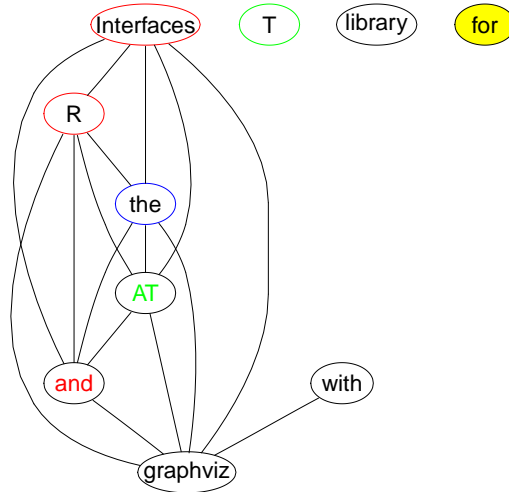 Interfaces T library for
R
the
AT
and with
graphviz